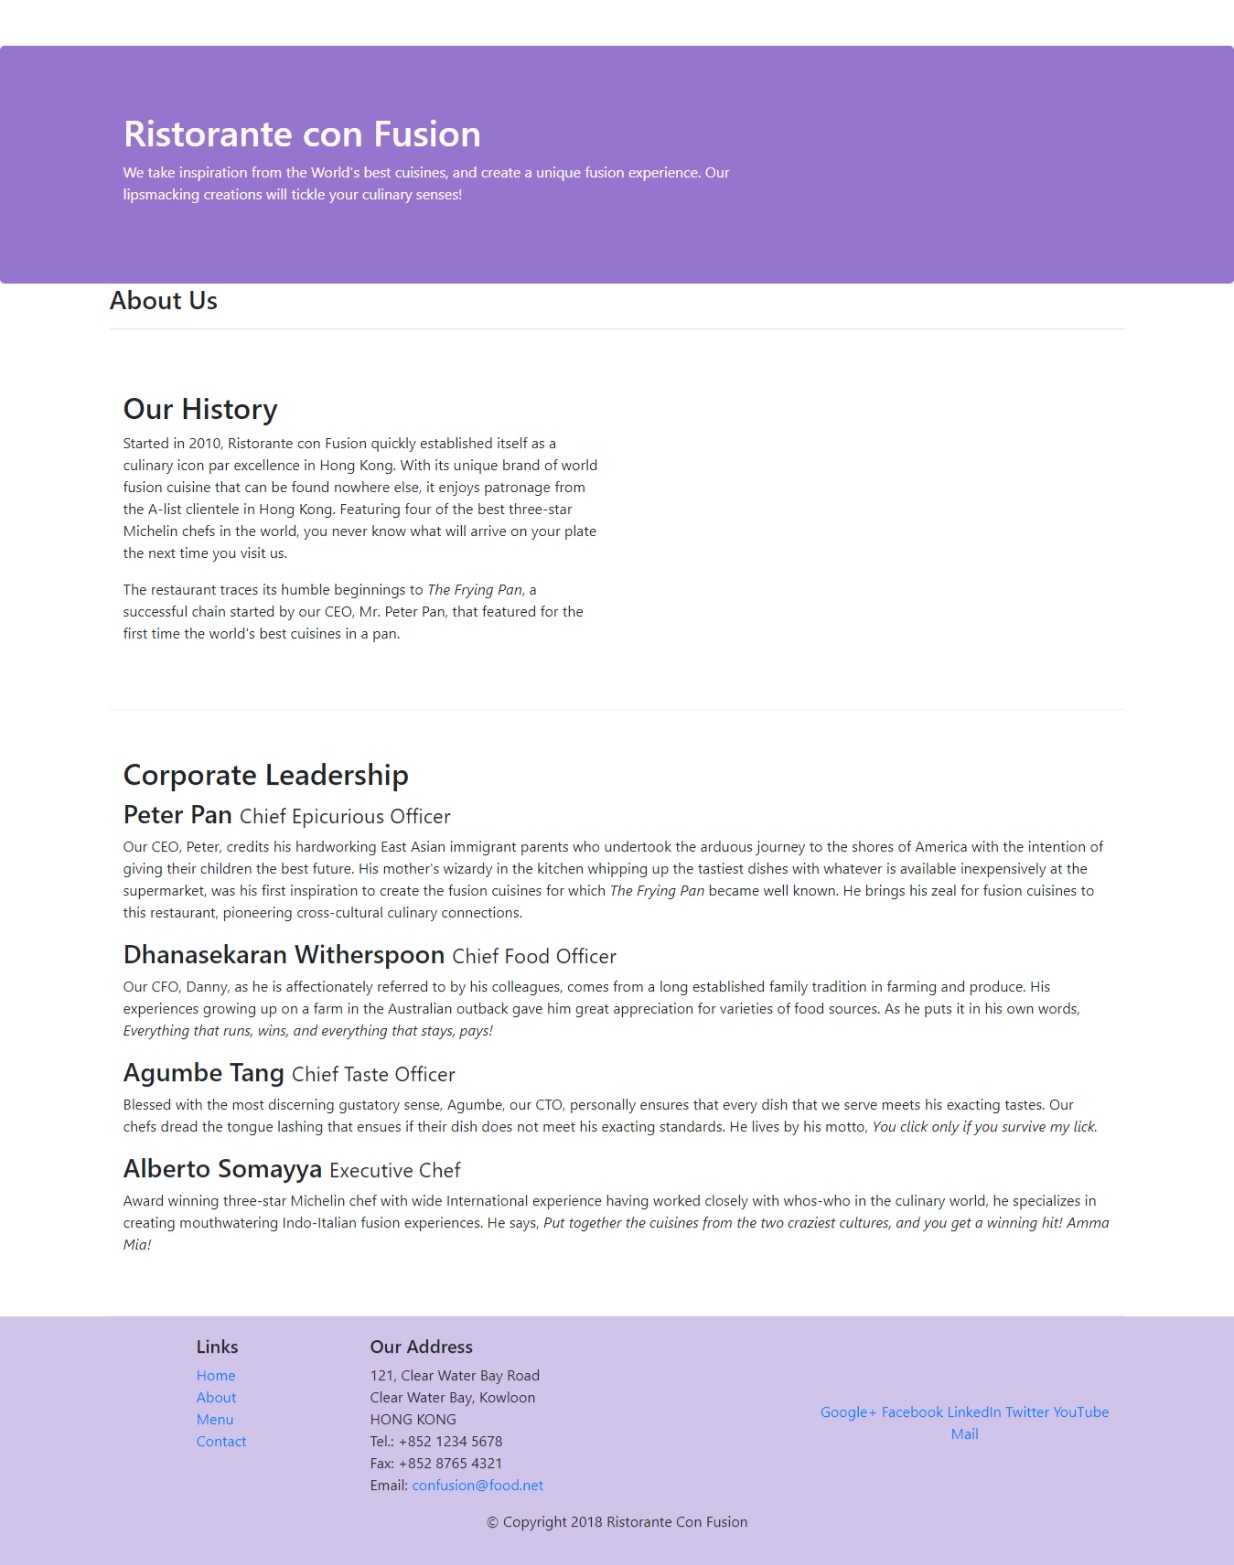 Ristorante con Fusion
We take inspiration from the World's best cuisines, and create a unique fusion experience. Our
lipsmacking creations will tickle your culinary senses!
About Us
Our History
Started in 2010, Ristorante con Fusion quickly established itself as a
culinary icon par excellence in Hong Kong. With its unique brand of world
fusion cuisine that can be found nowhere else, it enjoys patronage from
the A-list clientele in Hong Kong. Featuring four of the best three-star
Michelin chefs in the world, you never know what will arrive on your plate
the next time you visit us.
The restaurant traces its humble beginnings to The Frying Pan, a
successful chain started by our CEO, Mr. Peter Pan, that featured for the
first time the world's best cuisines in a pan.
Corporate Leadership
Peter Pan Chief Epicurious Officer
Our CEO, Peter, credits his hardworking East Asian immigrant parents who undertook the arduous journey to the shores of America with the intention of
giving their children the best future. His mother's wizardy in the kitchen whipping up the tastiest dishes with whatever is available inexpensively at the
supermarket, was his first inspiration to create the fusion cuisines for which The Frying Pan became well known. He brings his zeal for fusion cuisines to
this restaurant, pioneering cross-cultural culinary connections.
Dhanasekaran Witherspoon Chief Food Officer
Our CFO, Danny, as he is affectionately referred to by his colleagues, comes from a long established family tradition in farming and produce. His
experiences growing up on a farm in the Australian outback gave him great appreciation for varieties of food sources. As he puts it in his own words,
Everything that runs, wins, and everything that stays, pays!
Agumbe Tang Chief Taste Officer
Blessed with the most discerning gustatory sense, Agumbe, our CTO, personally ensures that every dish that we serve meets his exacting tastes. Our
chefs dread the tongue lashing that ensues if their dish does not meet his exacting standards. He lives by his motto, You click only if you survive my lick.
Alberto Somayya Executive Chef
Award winning three-star Michelin chef with wide International experience having worked closely with whos-who in the culinary world, he specializes in
creating mouthwatering Indo-Italian fusion experiences. He says, Put together the cuisines from the two craziest cultures, and you get a winning hit! Amma
Mia!
Links
Home
About
Menu
Contact
Our Address
121, Clear Water Bay Road
Clear Water Bay, Kowloon
HONG KONG
Tel.: +852 1234 5678
Fax: +852 8765 4321
Email: confusion@food.net
Google+ Facebook LinkedIn Twitter YouTube
Mail
© Copyright 2018 Ristorante Con Fusion